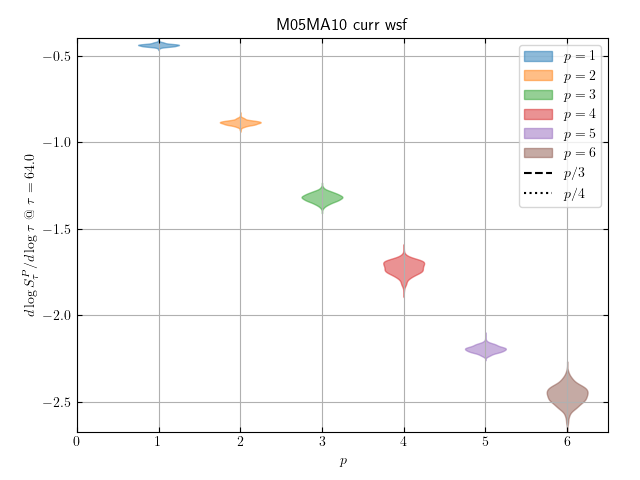 M05MA10 curr wsf
d log S_τ^P / d log τ @ τ = 64.0
−0.5
−1.0
−1.5
−2.0
−2.5
0 1 2 3 4 5 6
p
p = 1
p = 2
p = 3
p = 4
p = 5
p = 6
p/3
p/4